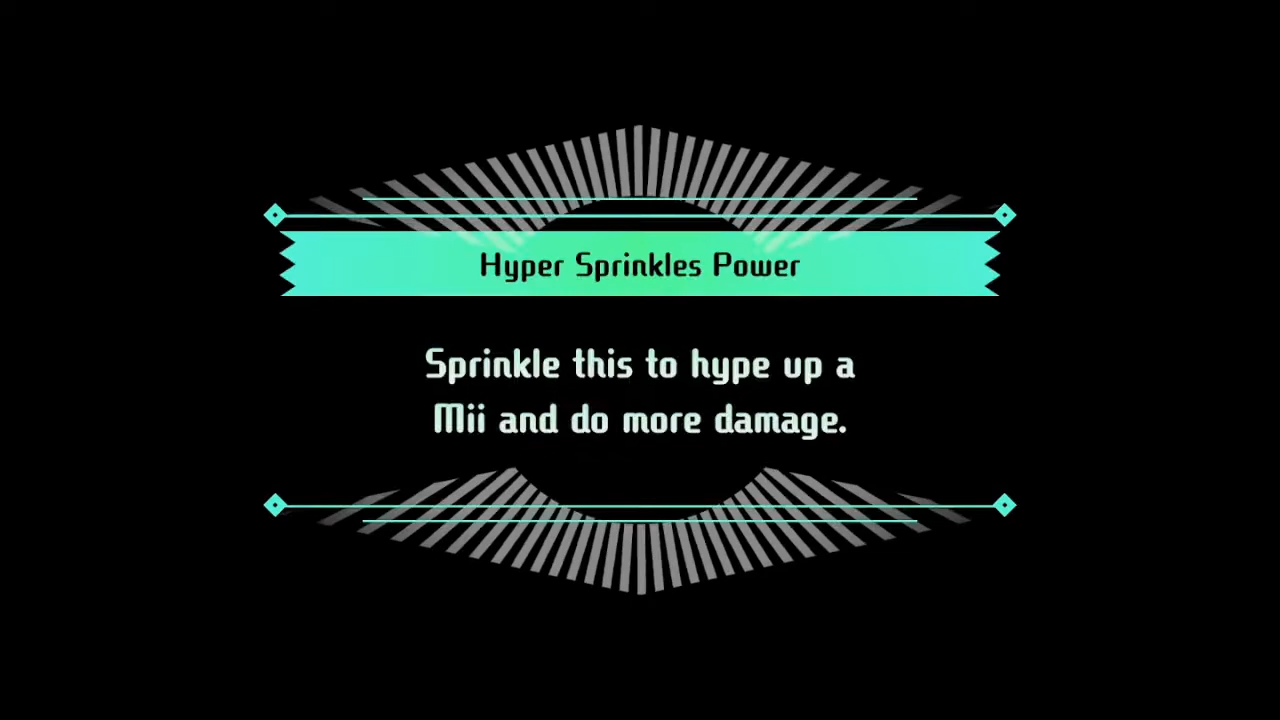 Hyper Sprinkles Power
Sprinkle this to hype up a
Mii and do more damage.